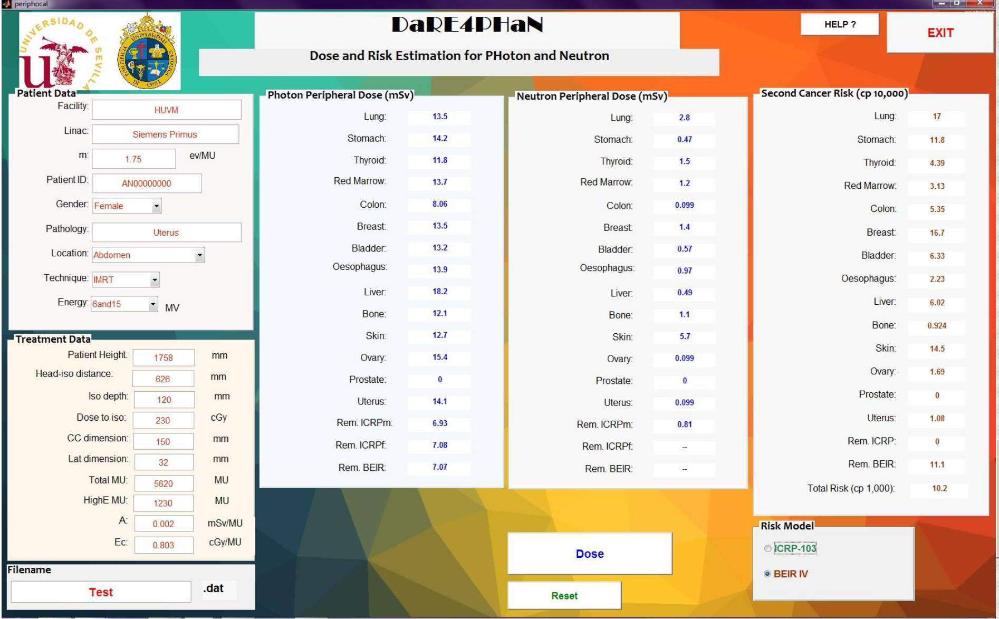 periphocal
UNIVERSIDAD DE SEVILLA
PONTIFICIA UNIVERSIDAD CATOLICA DE CHILE
DaRE4PHaN
Dose and Risk Estimation for PHoton and Neutron
HELP ?
EXIT
Patient Data
Facility: HUVM
Linac: Siemens Primus
m: 1.75 ev/MU
Patient ID: AN00000000
Gender: Female
Pathology: Uterus
Location: Abdomen
Technique: IMRT
Energy: 6and15 MV
Treatment Data
Patient Height: 1758 mm
Head-iso distance: 626 mm
Iso depth: 120 mm
Dose to iso: 230 cGy
CC dimension: 150 mm
Lat dimension: 32 mm
Total MU: 5620 MU
HighE MU: 1230 MU
A: 0.002 mSv/MU
Ec: 0.803 cGy/MU
Filename
Test .dat
Photon Peripheral Dose (mSv)
Lung: 13.5
Stomach: 14.2
Thyroid: 11.8
Red Marrow: 13.7
Colon: 8.06
Breast: 13.5
Bladder: 13.2
Oesophagus: 13.9
Liver: 18.2
Bone: 12.1
Skin: 12.7
Ovary: 15.4
Prostate: 0
Uterus: 14.1
Rem. ICRPm: 6.93
Rem. ICRPf: 7.08
Rem. BEIR: 7.07
Neutron Peripheral Dose (mSv)
Lung: 2.8
Stomach: 0.47
Thyroid: 1.5
Red Marrow: 1.2
Colon: 0.099
Breast: 1.4
Bladder: 0.57
Oesophagus: 0.97
Liver: 0.49
Bone: 1.1
Skin: 5.7
Ovary: 0.099
Prostate: 0
Uterus: 0.099
Rem. ICRPm: 0.81
Rem. ICRPf: --
Rem. BEIR: --
Second Cancer Risk (cp 10,000)
Lung: 17
Stomach: 11.8
Thyroid: 4.39
Red Marrow: 3.13
Colon: 5.35
Breast: 16.7
Bladder: 6.33
Oesophagus: 2.23
Liver: 6.02
Bone: 0.924
Skin: 14.5
Ovary: 1.69
Prostate: 0
Uterus: 1.08
Rem. ICRP: 0
Rem. BEIR: 11.1
Total Risk (cp 1,000): 10.2
Dose
Reset
Risk Model
ICRP-103
BEIR IV